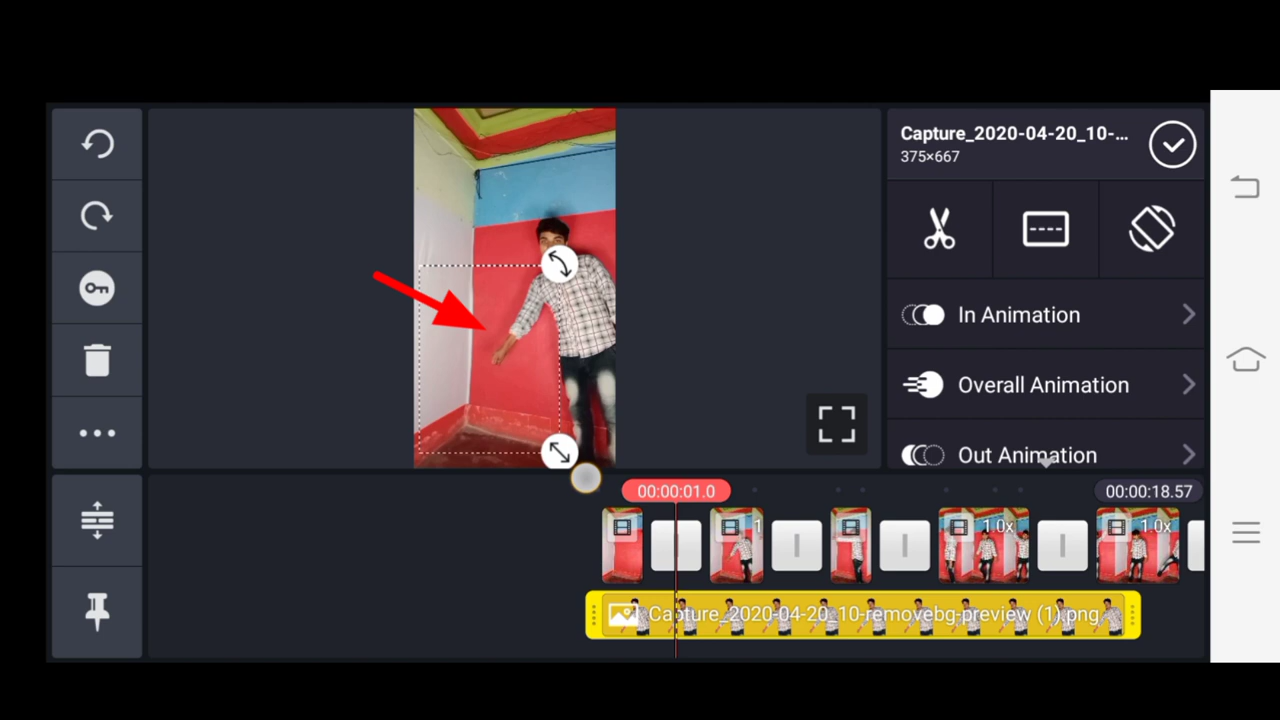 Capture_2020-04-20_10-...
375×667
In Animation
Overall Animation
Out Animation
00:00:01.0
00:00:18.57
1
1.0x
1.0x
Capture_2020-04-20_10-removebg-preview (1).png